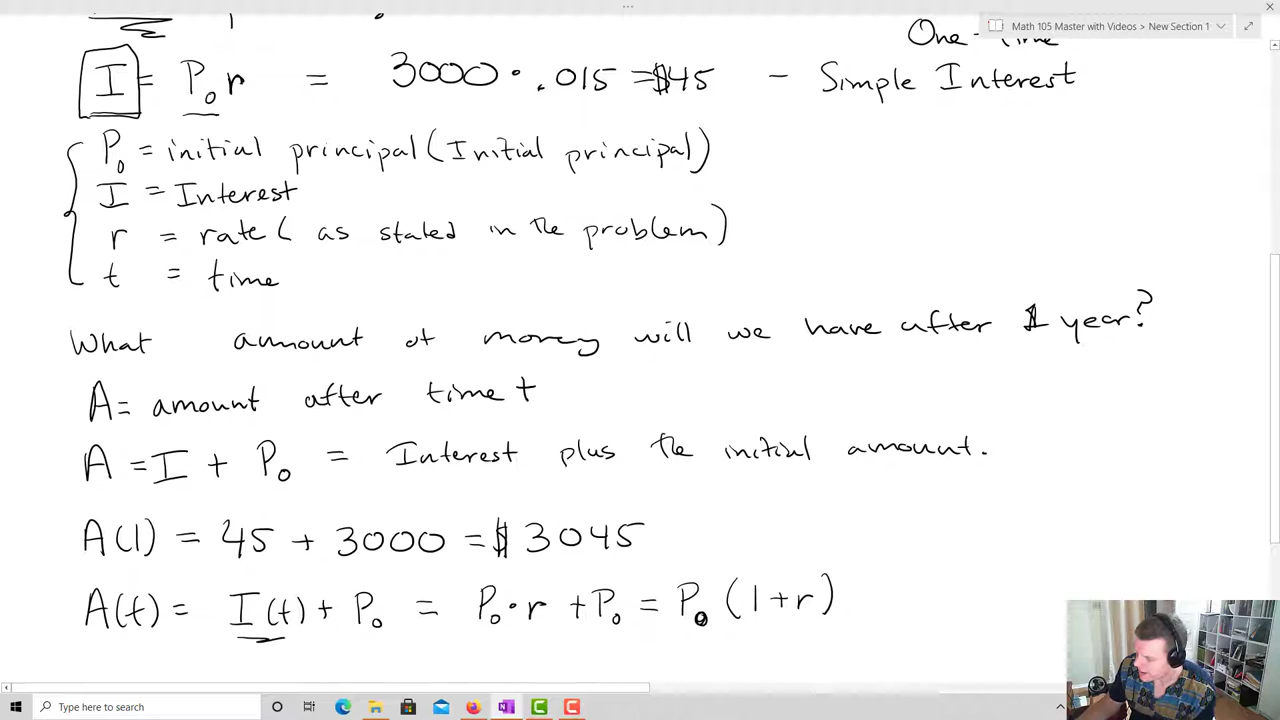 Math 105 Master with Videos > New Section 1
One-Time
I = P₀r = 3000 · .015 = $45 - Simple Interest
P₀ = initial principal (Initial principal)
I = Interest
r = rate ( as stated in the problem)
t = time
What amount of money will we have after 1 year?
A = amount after time t
A = I + P₀ = Interest plus the initial amount.
A(1) = 45 + 3000 = $3045
A(t) = I(t) + P₀ = P₀ · r + P₀ = P₀ (1+r)
Type here to search